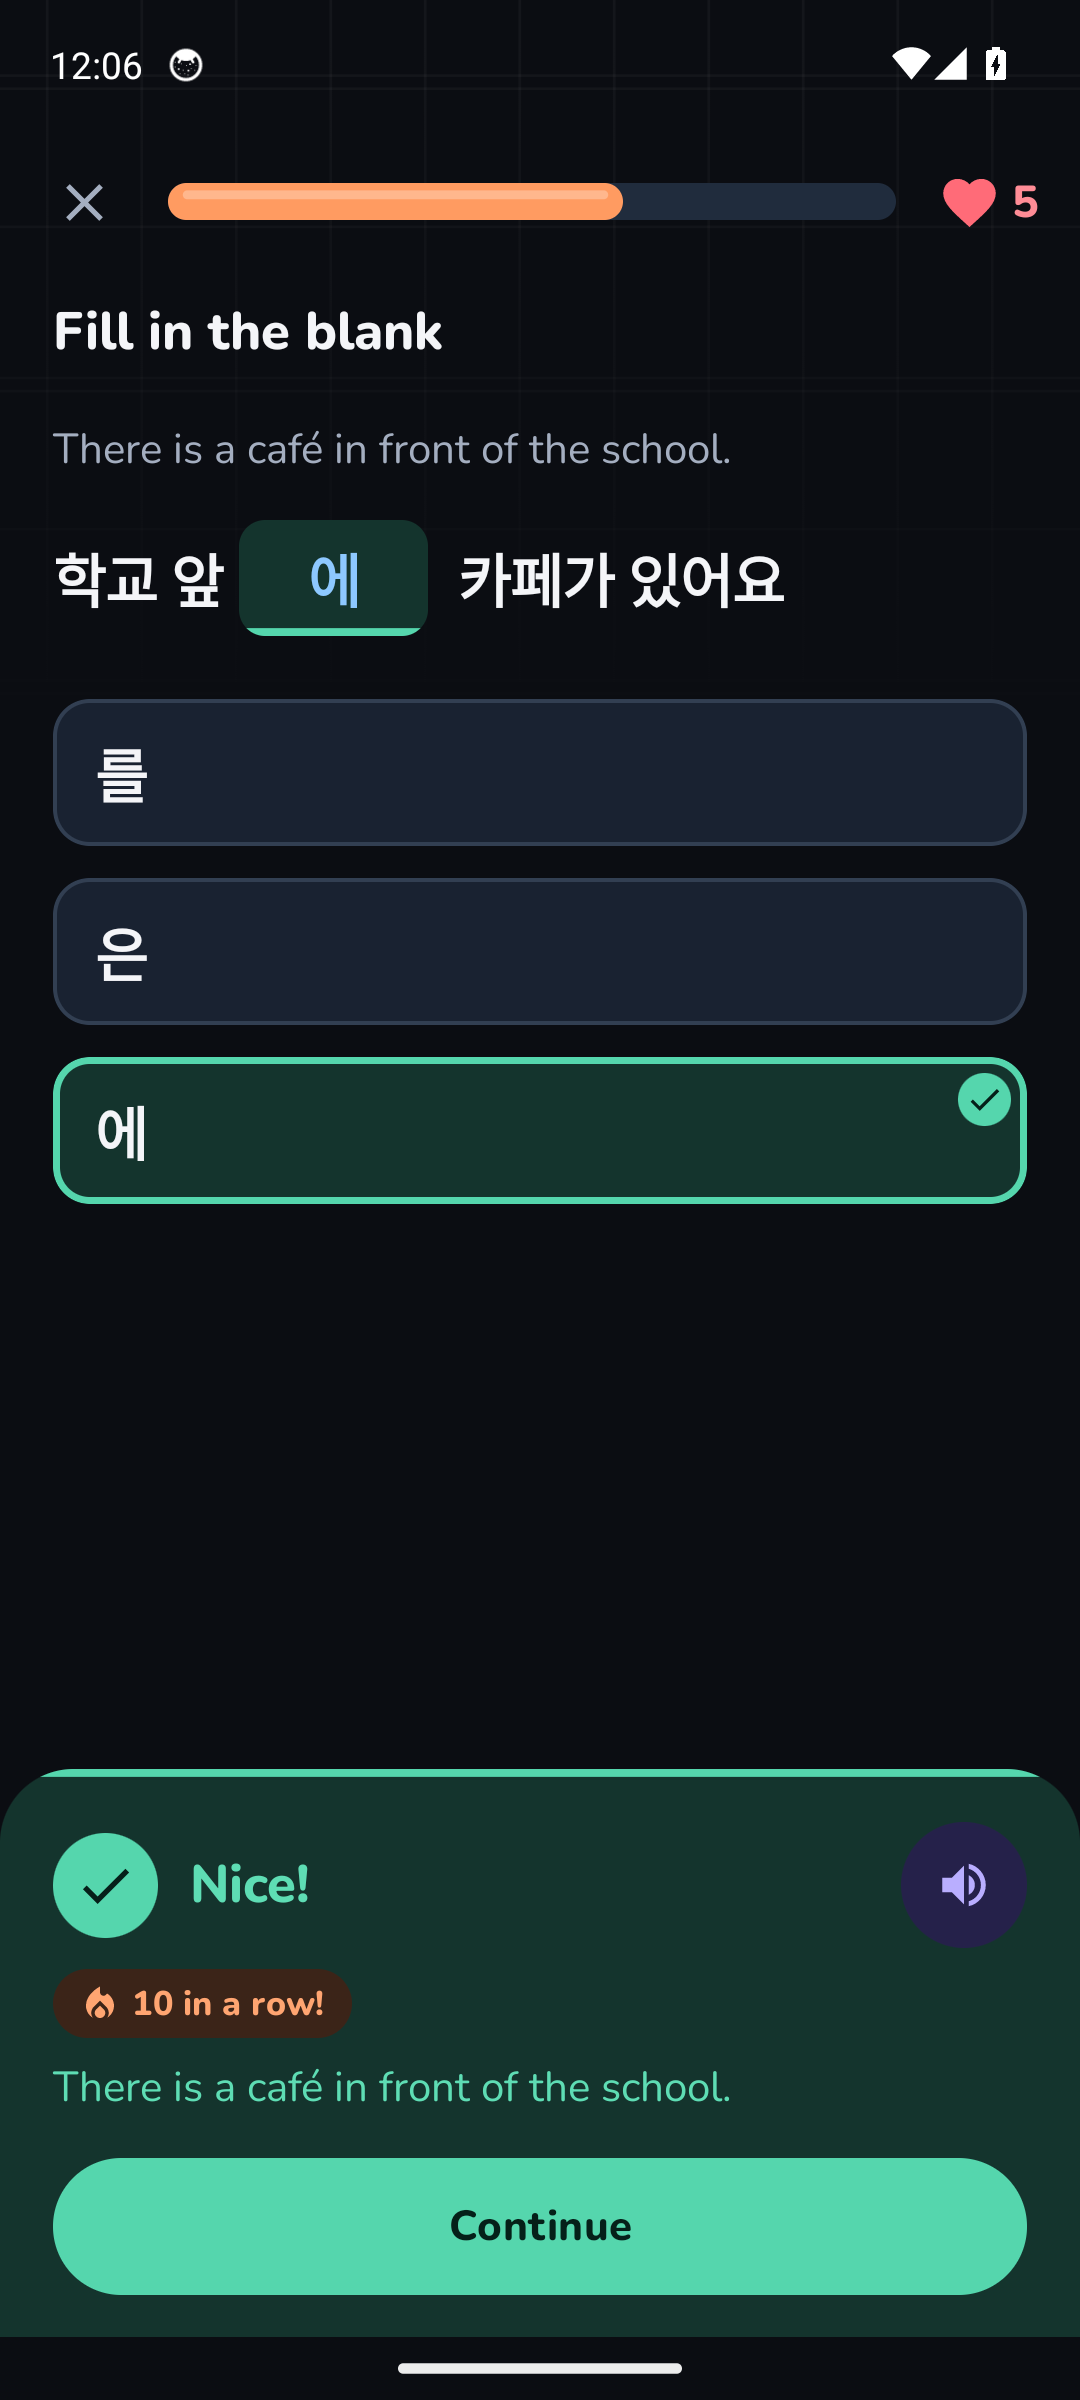 12:06
5
Fill in the blank
There is a café in front of the school.
학교 앞 에 카페가 있어요
를
은
에
Nice!
10 in a row!
There is a café in front of the school.
Continue